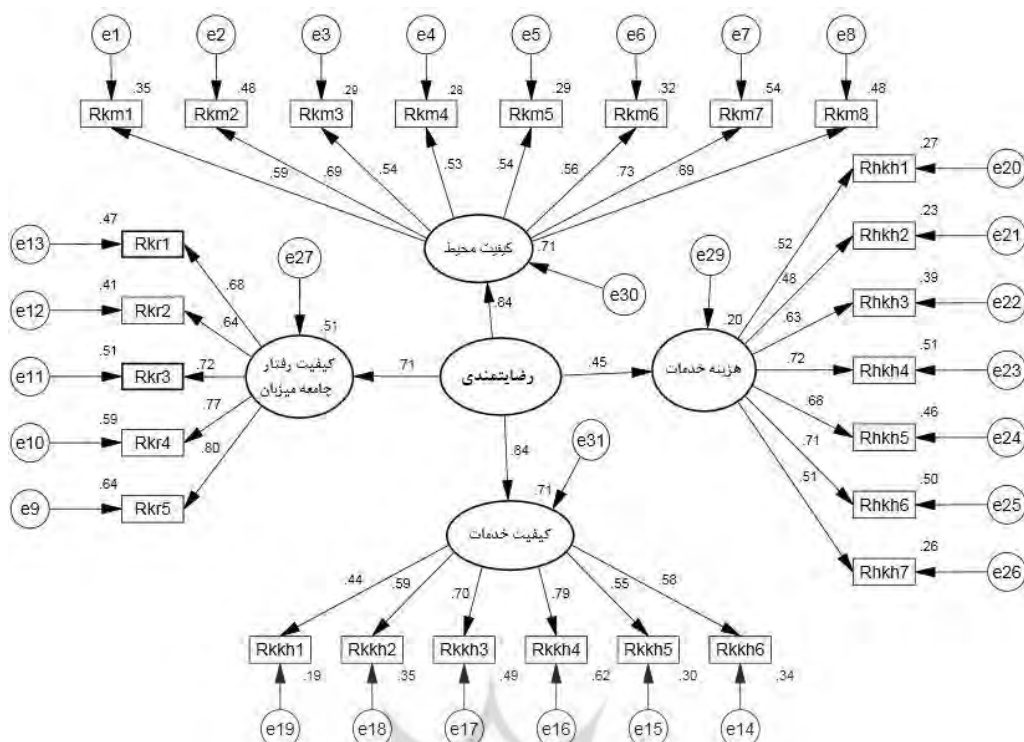 e1 e2 e3 e4 e5 e6 e7 e8
.35 .48 .29 .28 .29 .32 .54 .48
Rkm1 Rkm2 Rkm3 Rkm4 Rkm5 Rkm6 Rkm7 Rkm8
.59 .69 .54 .53 .54 .56 .73 .69
کیفیت محیط
.71
e30
.84
e13 .47 Rkr1 .68
e12 .41 Rkr2 .64
e11 .51 Rkr3 .72
e10 .59 Rkr4 .77
e9 .64 Rkr5 .80
e27
.51
کیفیت رفتار
جامعه میزبان
.71
رضایتمندی
.45
e29
.20
هزینه خدمات
.52 Rhkh1 .27 e20
.48 Rhkh2 .23 e21
.63 Rhkh3 .39 e22
.72 Rhkh4 .51 e23
.68 Rhkh5 .46 e24
.71 Rhkh6 .50 e25
.51 Rhkh7 .26 e26
.84
e31
.71
کیفیت خدمات
.44 .59 .70 .79 .55 .58
Rkkh1 Rkkh2 Rkkh3 Rkkh4 Rkkh5 Rkkh6
.19 .35 .49 .62 .30 .34
e19 e18 e17 e16 e15 e14